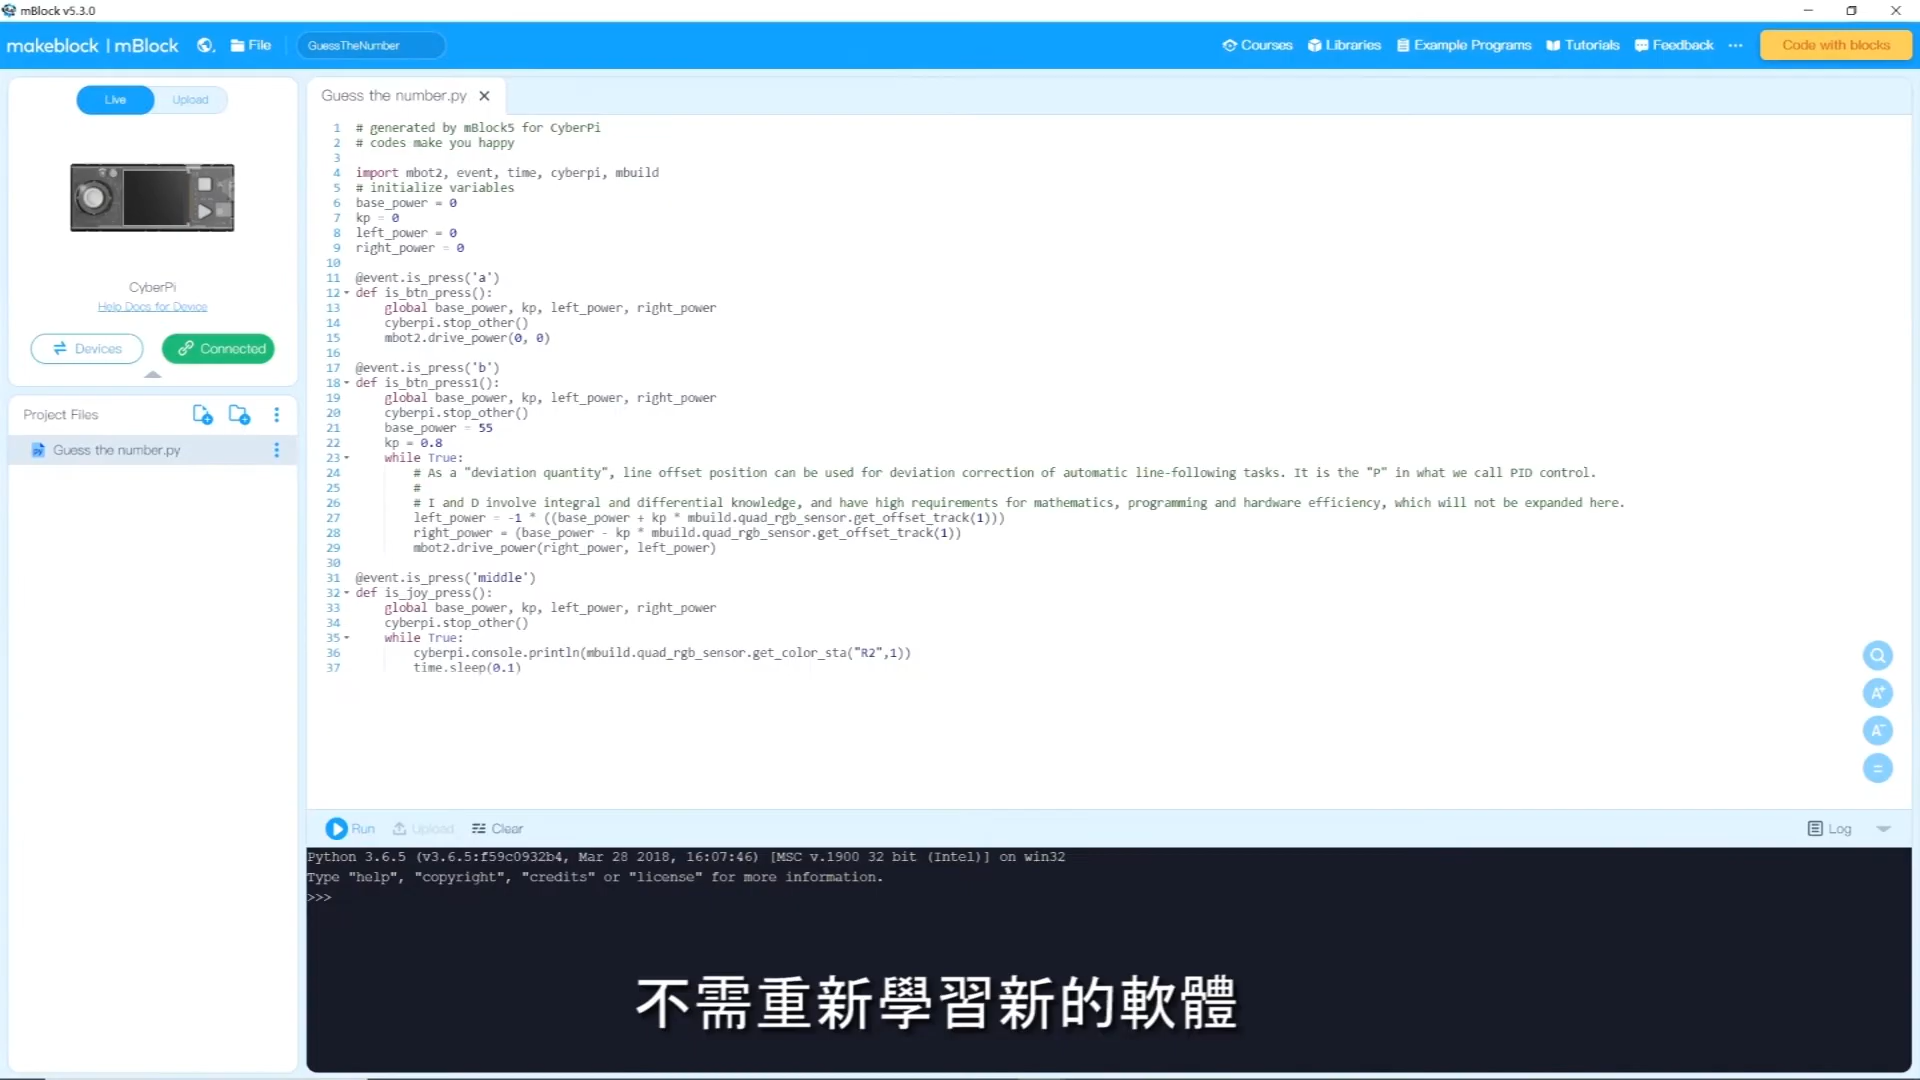 mBlock v5.3.0
makeblock | mBlock
File
GuessTheNumber
Courses
Libraries
Example Programs
Tutorials
Feedback
Code with blocks
Live
Upload
CyberPi
Help Docs for Device
Devices
Connected
Project Files
Guess the number.py
Guess the number.py
1 # generated by mBlock5 for CyberPi
2 # codes make you happy
3
4 import mbot2, event, time, cyberpi, mbuild
5 # initialize variables
6 base_power = 0
7 kp = 0
8 left_power = 0
9 right_power = 0
10
11 @event.is_press('a')
12 def is_btn_press():
13 global base_power, kp, left_power, right_power
14 cyberpi.stop_other()
15 mbot2.drive_power(0, 0)
16
17 @event.is_press('b')
18 def is_btn_press1():
19 global base_power, kp, left_power, right_power
20 cyberpi.stop_other()
21 base_power = 55
22 kp = 0.8
23 while True:
24 # As a "deviation quantity", line offset position can be used for deviation correction of automatic line-following tasks. It is the "P" in what we call PID control.
25 #
26 # I and D involve integral and differential knowledge, and have high requirements for mathematics, programming and hardware efficiency, which will not be expanded here.
27 left_power = -1 * ((base_power + kp * mbuild.quad_rgb_sensor.get_offset_track(1)))
28 right_power = (base_power - kp * mbuild.quad_rgb_sensor.get_offset_track(1))
29 mbot2.drive_power(right_power, left_power)
30
31 @event.is_press('middle')
32 def is_joy_press():
33 global base_power, kp, left_power, right_power
34 cyberpi.stop_other()
35 while True:
36 cyberpi.console.println(mbuild.quad_rgb_sensor.get_color_sta("R2",1))
37 time.sleep(0.1)
A+
A-
=
Run
Upload
Clear
Log
Python 3.6.5 (v3.6.5:f59c0932b4, Mar 28 2018, 16:07:46) [MSC v.1900 32 bit (Intel)] on win32
Type "help", "copyright", "credits" or "license" for more information.
>>>
不需重新學習新的軟體